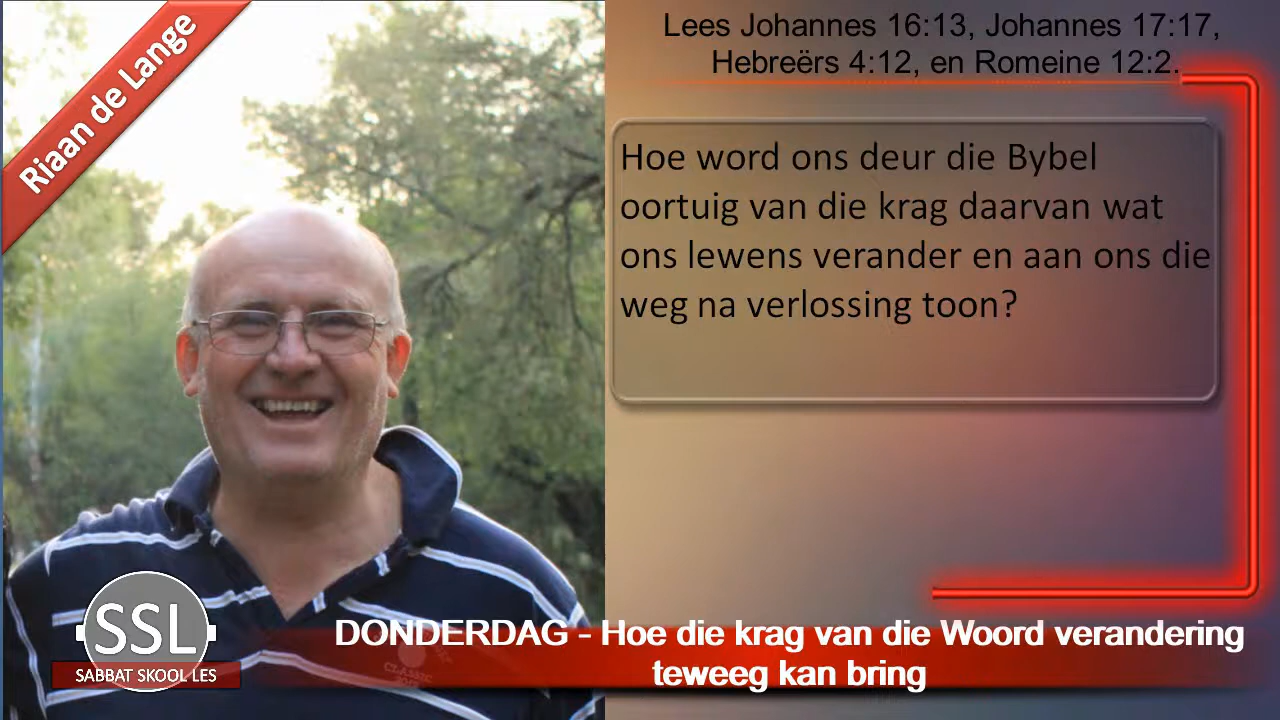 Riaan de Lange
Lees Johannes 16:13, Johannes 17:17,
Hebreërs 4:12, en Romeine 12:2.
Hoe word ons deur die Bybel
oortuig van die krag daarvan wat
ons lewens verander en aan ons die
weg na verlossing toon?
SSL
SABBAT SKOOL LES
DONDERDAG - Hoe die krag van die Woord verandering
teweeg kan bring